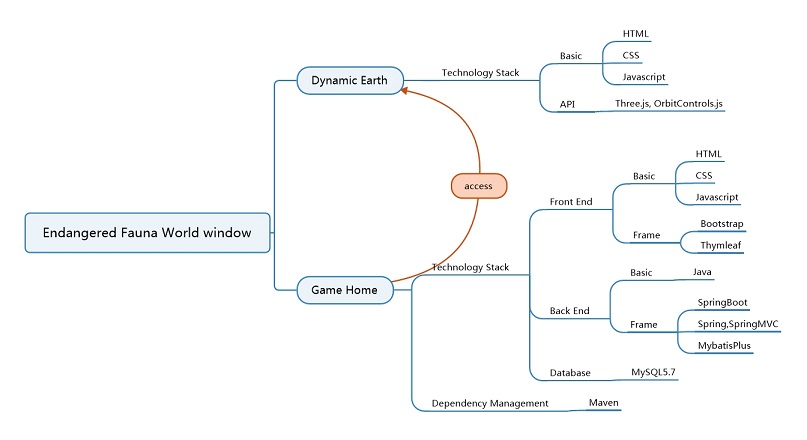 Endangered Fauna World window
Dynamic Earth
Technology Stack
Basic
HTML
CSS
Javascript
API
Three.js, OrbitControls.js
access
Game Home
Technology Stack
Front End
Basic
HTML
CSS
Javascript
Frame
Bootstrap
Thymleaf
Back End
Basic
Java
Frame
SpringBoot
Spring,SpringMVC
MybatisPlus
Database
MySQL5.7
Dependency Management
Maven